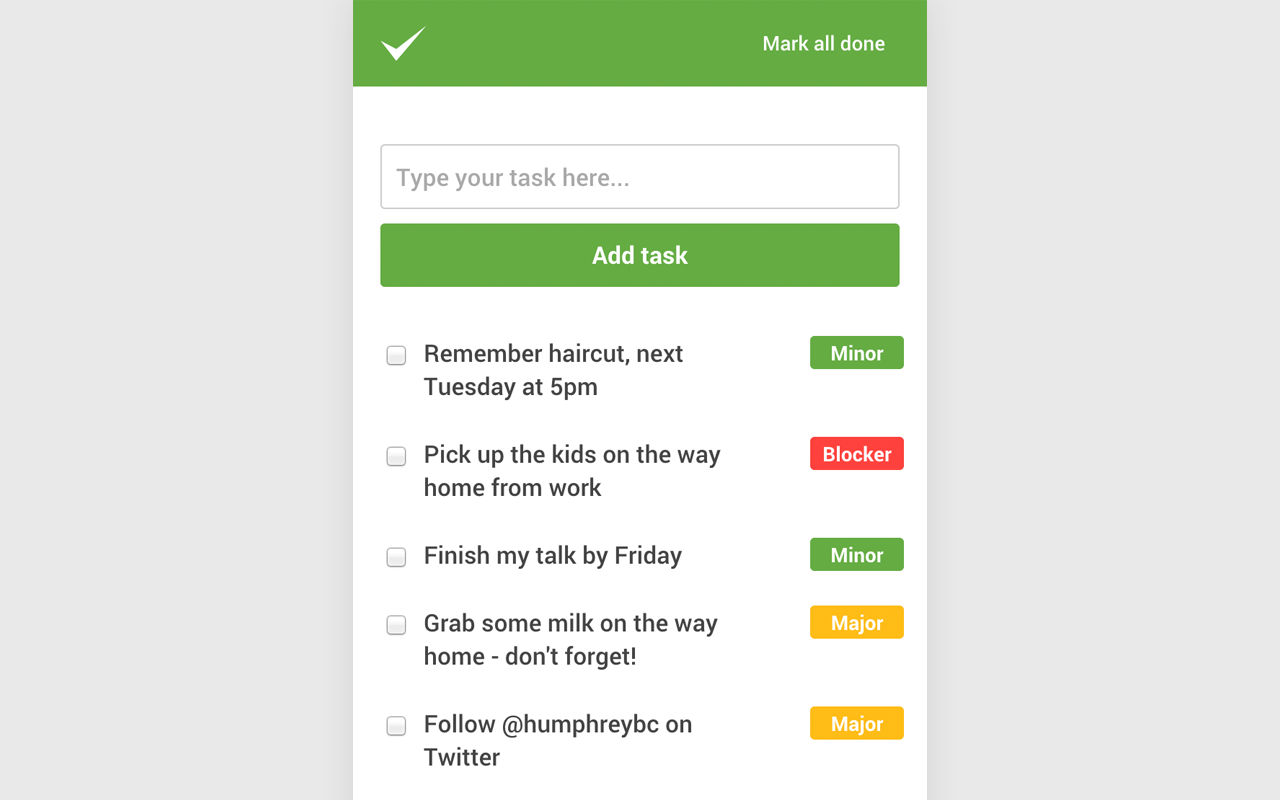 Mark all done
Type your task here...
Add task
Remember haircut, next Minor
Tuesday at 5pm
Pick up the kids on the way Blocker
home from work
Finish my talk by Friday Minor
Grab some milk on the way Major
home - don't forget!
Follow @humphreybc on Major
Twitter